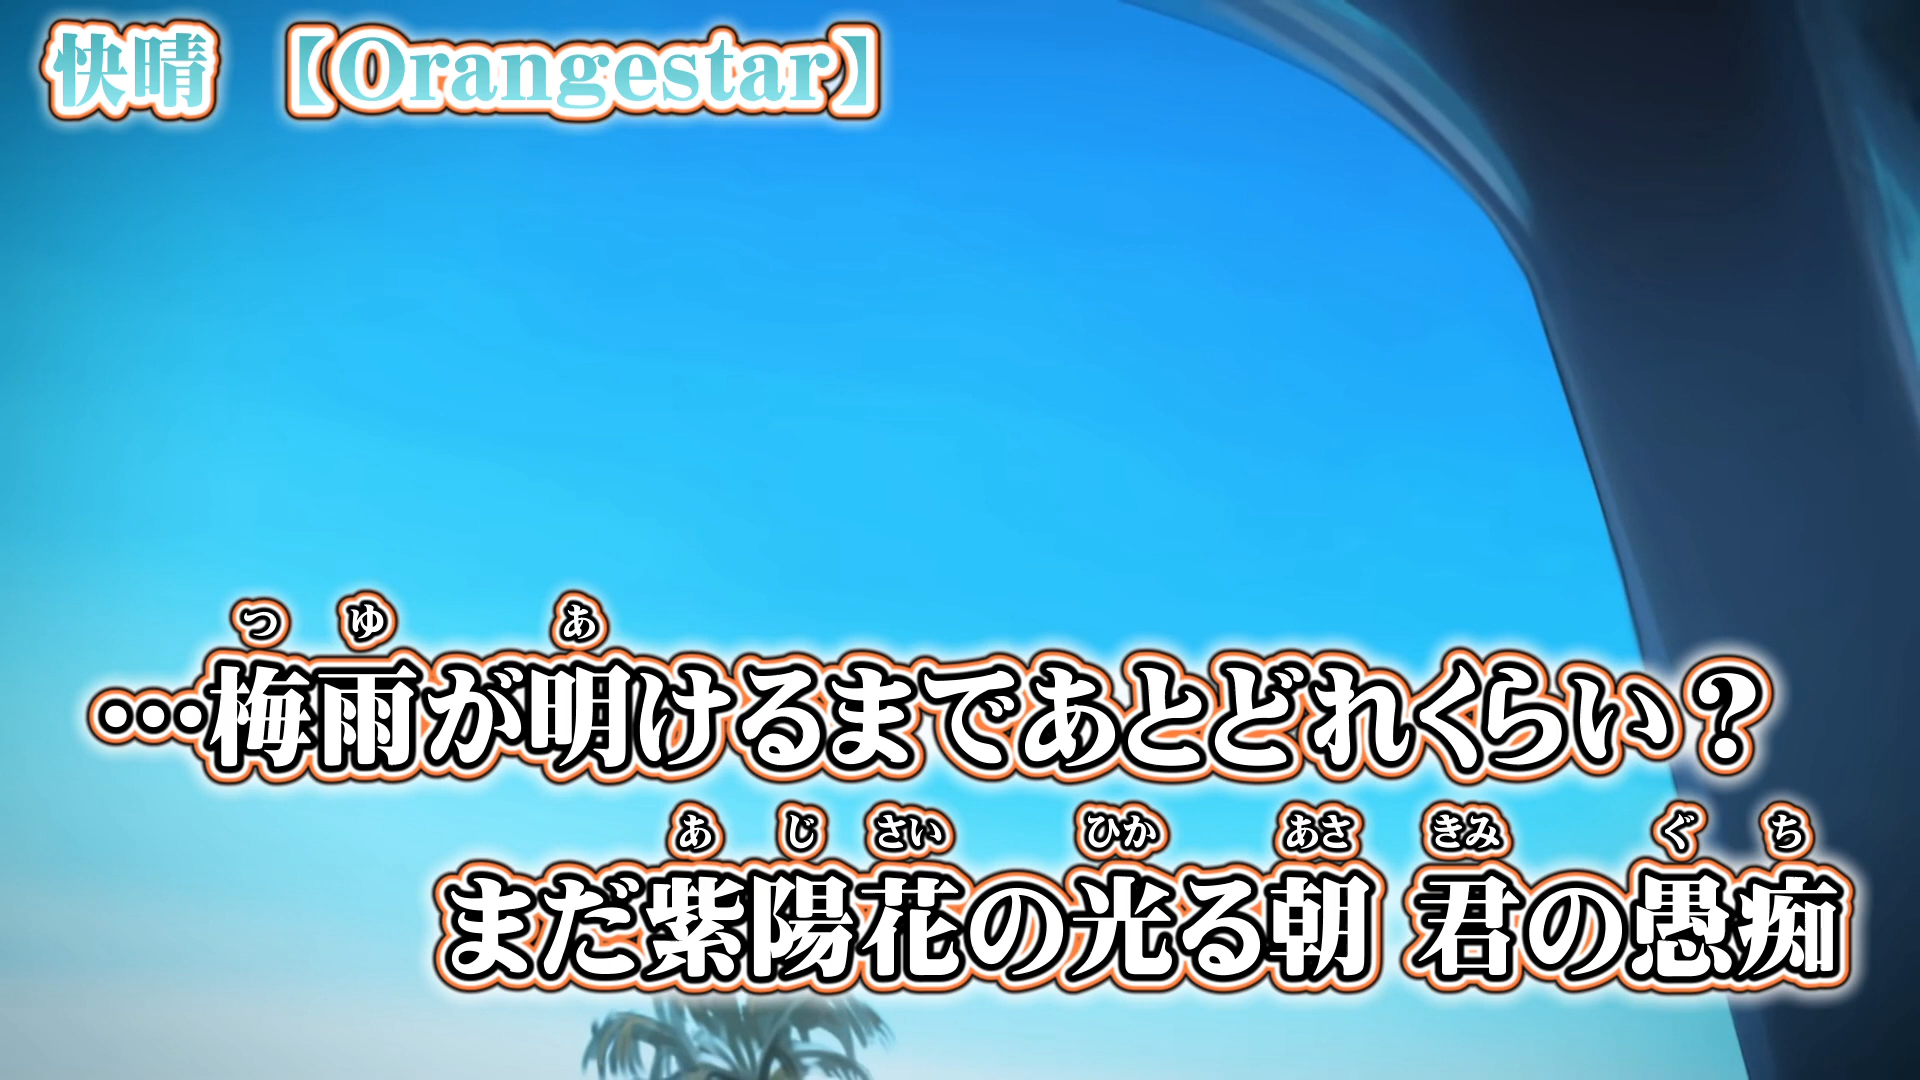 快晴 【Orangestar】
つ ゆ あ
…梅雨が明けるまであとどれくらい？
あ じ さい ひか あさ きみ ぐ ち
まだ紫陽花の光る朝 君の愚痴